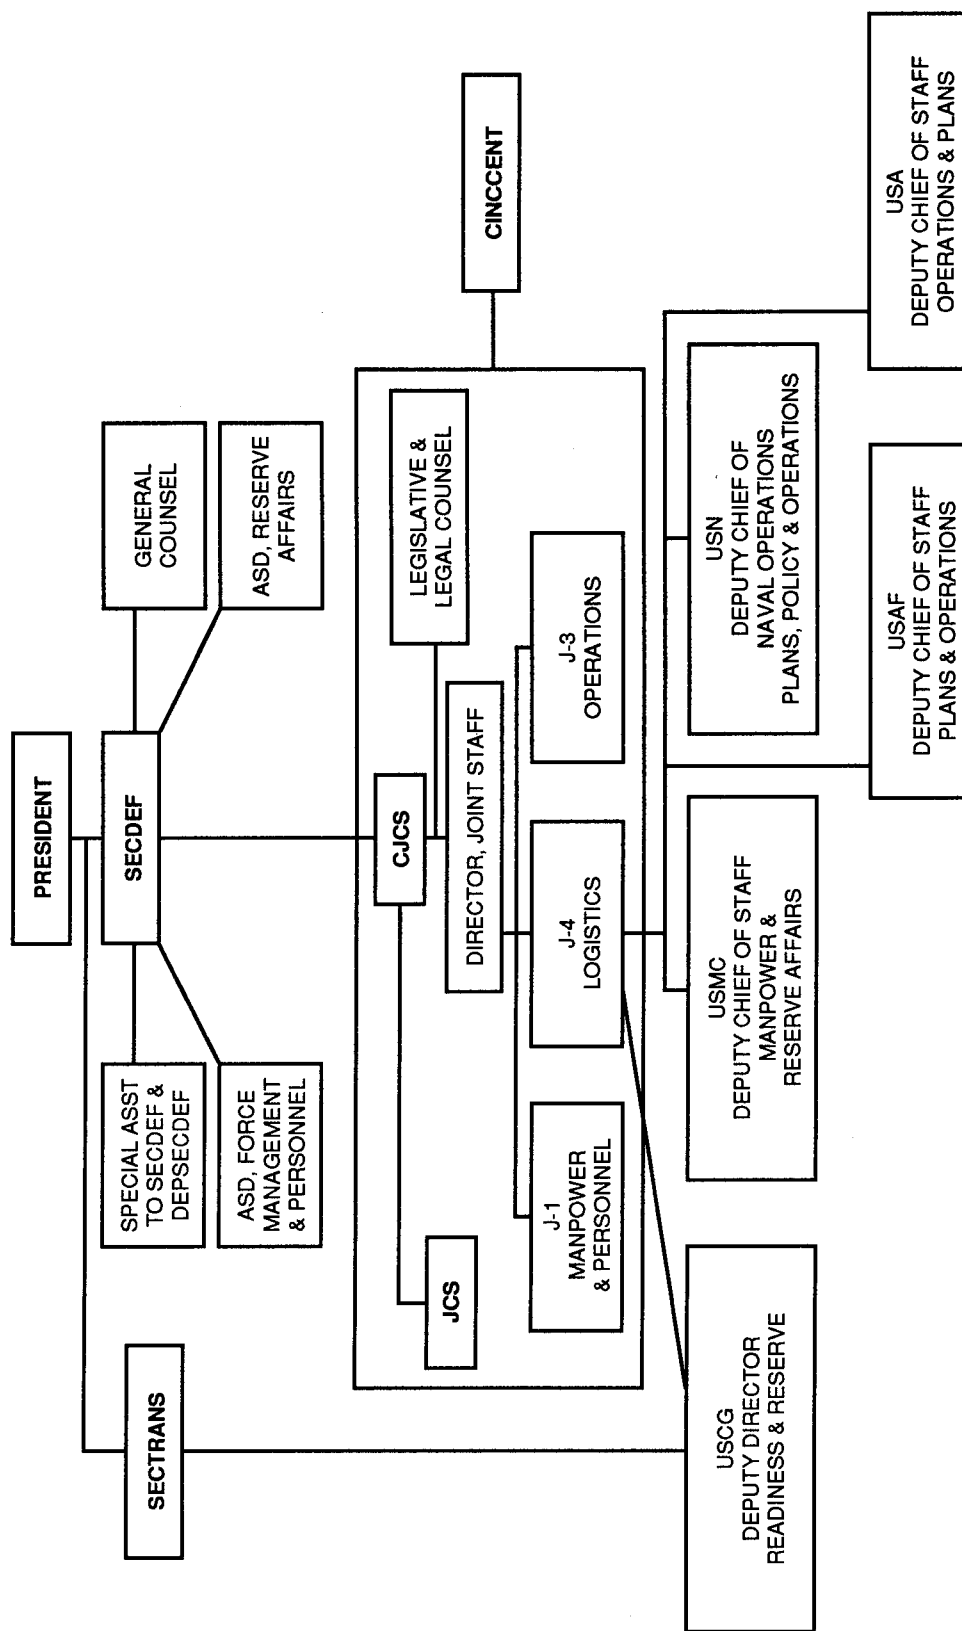 PRESIDENT
SECTRANS
SPECIAL ASST
TO SECDEF &
DEPSECDEF
SECDEF
GENERAL
COUNSEL
ASD, FORCE
MANAGEMENT
& PERSONNEL
ASD, RESERVE
AFFAIRS
CJCS
JCS
LEGISLATIVE &
LEGAL COUNSEL
DIRECTOR, JOINT STAFF
CINCCENT
J-1
MANPOWER
& PERSONNEL
J-4
LOGISTICS
J-3
OPERATIONS
USCG
DEPUTY DIRECTOR
READINESS & RESERVE
USMC
DEPUTY CHIEF OF STAFF
MANPOWER &
RESERVE AFFAIRS
USN
DEPUTY CHIEF OF
NAVAL OPERATIONS
PLANS, POLICY & OPERATIONS
USAF
DEPUTY CHIEF OF STAFF
PLANS & OPERATIONS
USA
DEPUTY CHIEF OF STAFF
OPERATIONS & PLANS